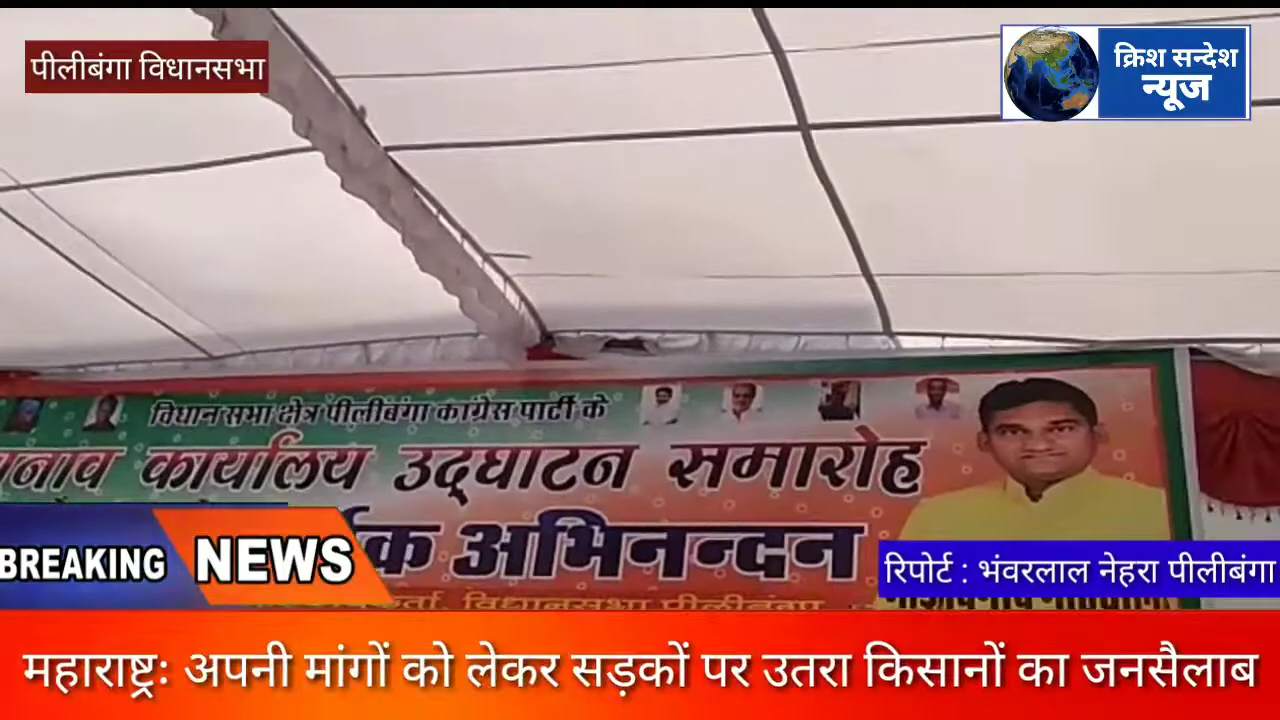 पीलीबंगा विधानसभा
क्रिश सन्देश
न्यूज
विधान सभा क्षेत्र पीलीबंगा कांग्रेस पार्टी के
कार्यालय उद्घाटन समारोह
अभिनन्दन
BREAKING NEWS
रिपोर्ट : भंवरलाल नेहरा पीलीबंगा
विधानसभा पीलीबंगा
महाराष्ट्रः अपनी मांगों को लेकर सड़कों पर उतरा किसानों का जनसैलाब